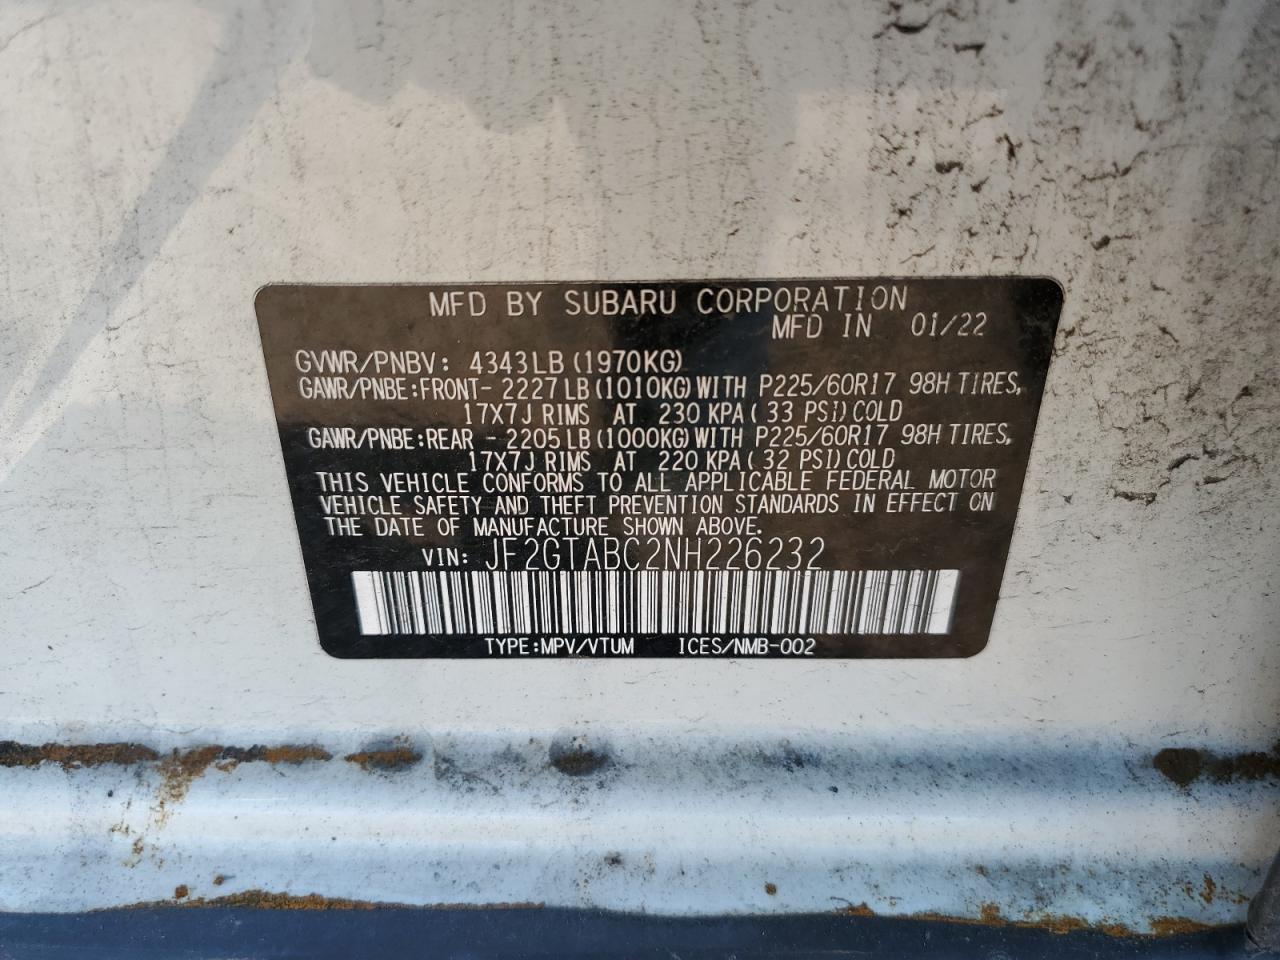 MFD BY SUBARU CORPORATION
MFD IN 01/22
GVWR/PNBV: 4343LB (1970KG)
GAWR/PNBE:FRONT- 2227LB(1010KG)WITH P225/60R17 98H TIRES,
17X7J RIMS AT 230 KPA( 33 PSI)COLD
GAWR/PNBE:REAR - 2205LB(1000KG)WITH P225/60R17 98H TIRES,
17X7J RIMS AT 220 KPA( 32 PSI)COLD
THIS VEHICLE CONFORMS TO ALL APPLICABLE FEDERAL MOTOR
VEHICLE SAFETY AND THEFT PREVENTION STANDARDS IN EFFECT ON
THE DATE OF MANUFACTURE SHOWN ABOVE.
VIN: JF2GTABC2NH226232
TYPE:MPV/VTUM ICES/NMB-002